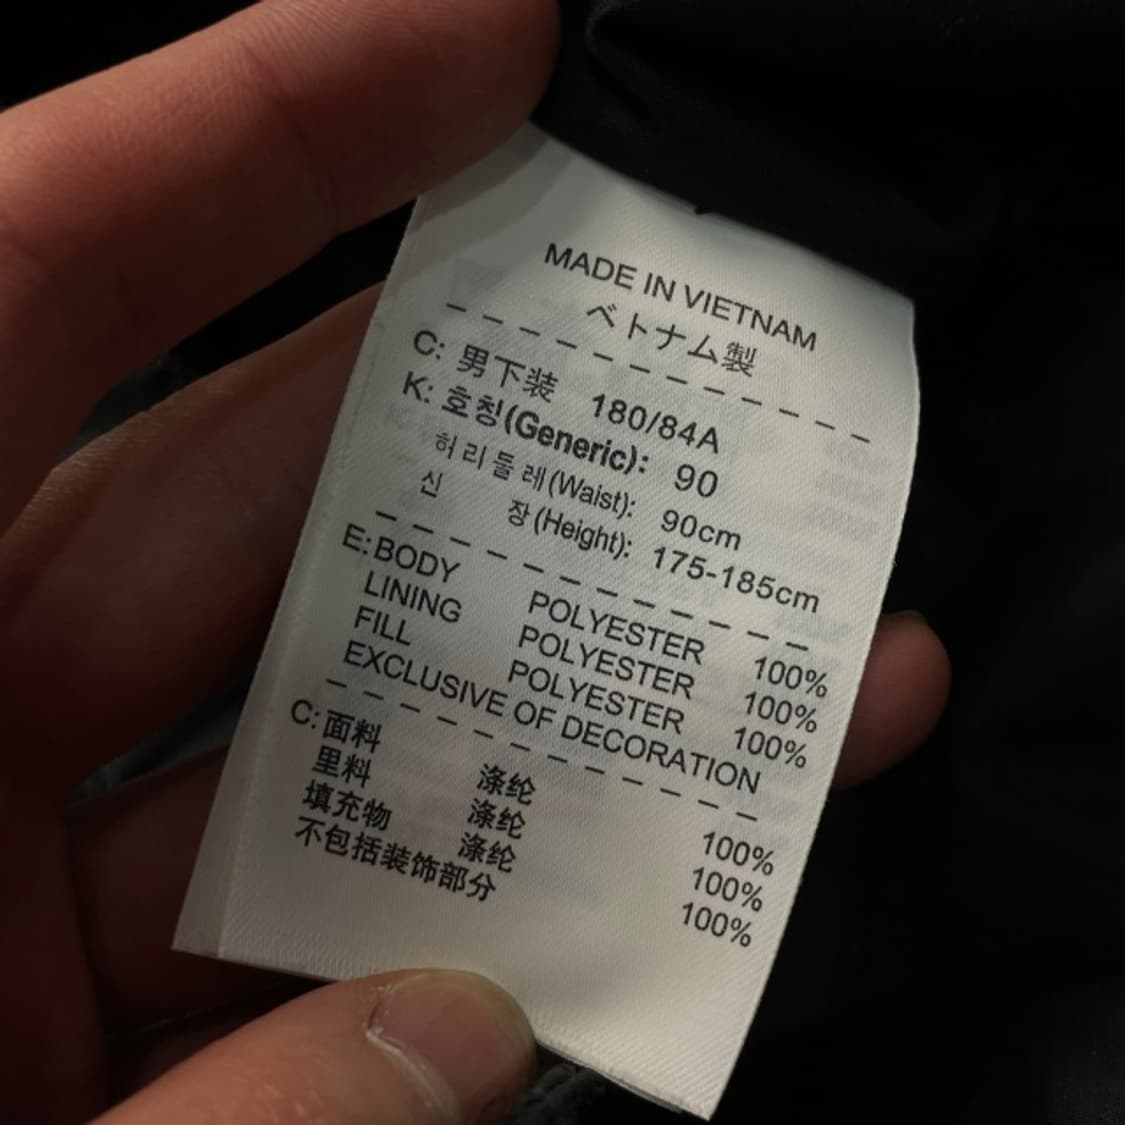 MADE IN VIETNAM
ベトナム製
C: 男下装 180/84A
K: 호칭(Generic): 90
허리둘레(Waist): 90cm
신 장(Height): 175-185cm
E: BODY POLYESTER 100%
LINING POLYESTER 100%
FILL POLYESTER 100%
EXCLUSIVE OF DECORATION
C: 面料 涤纶 100%
里料 涤纶 100%
填充物 涤纶 100%
不包括装饰部分